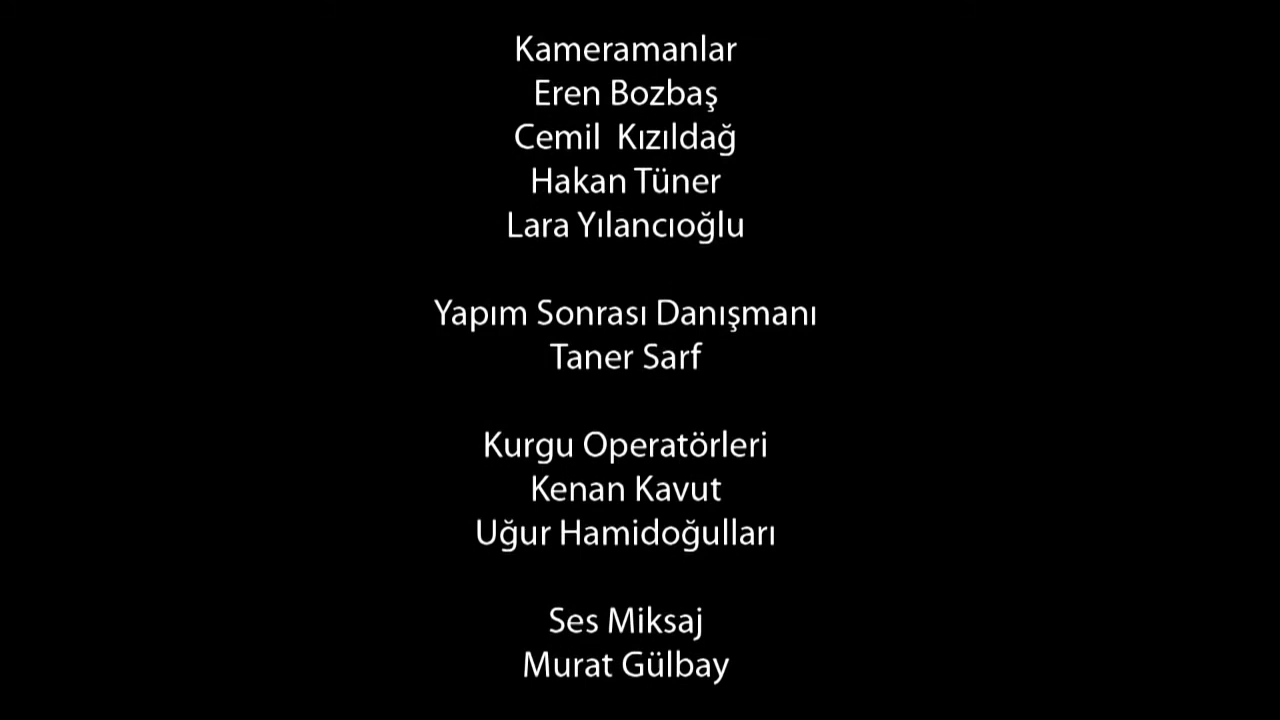 Kameramanlar
Eren Bozbaş
Cemil  Kızıldağ
Hakan Tüner
Lara Yılancıoğlu
Yapım Sonrası Danışmanı
Taner Sarf
Kurgu Operatörleri
Kenan Kavut
Uğur Hamidoğulları
Ses Miksaj
Murat Gülbay